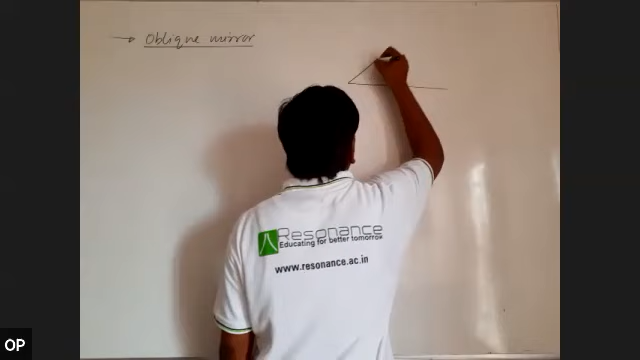 → Oblique mirror
Resonance
Educating for better tomorrow
www.resonance.ac.in
OP